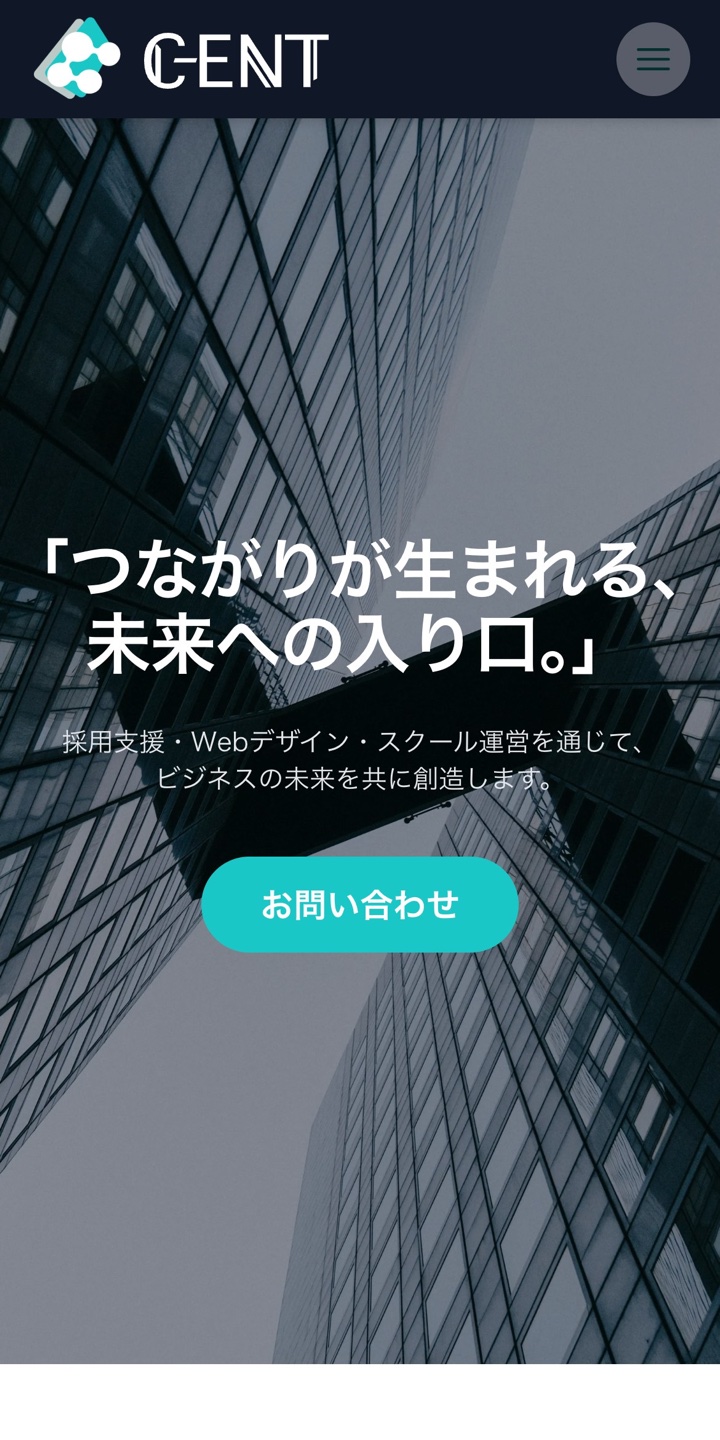 C-ENT
「つながりが生まれる、
未来への入り口。」
採用支援・Webデザイン・スクール運営を通じて、
ビジネスの未来を共に創造します。
お問い合わせ